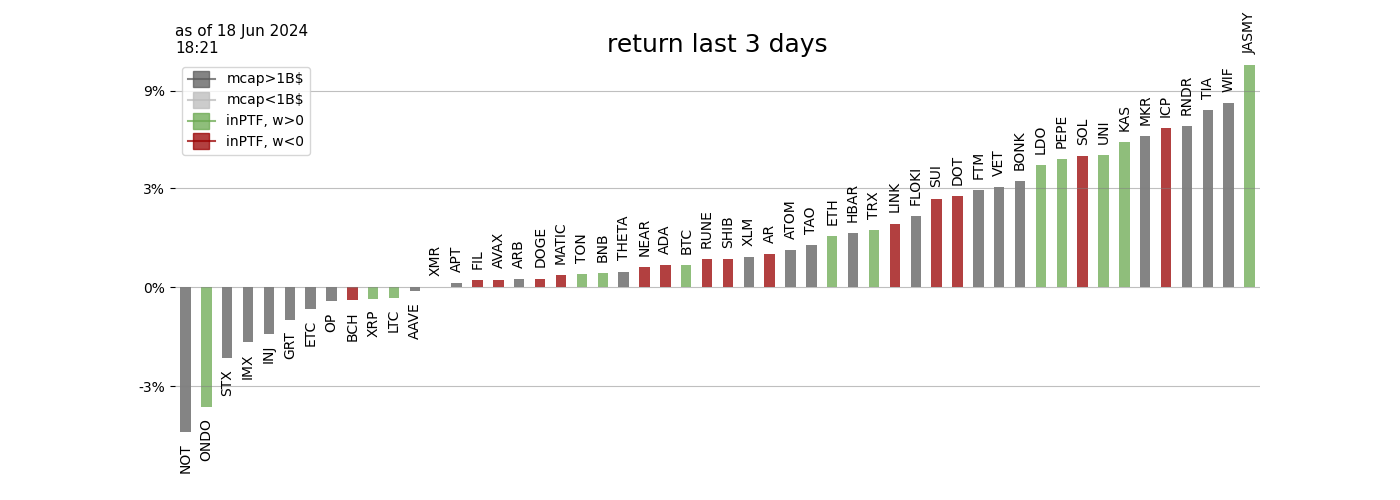 as of 18 Jun 2024
18:21
return last 3 days
mcap>1B$
mcap<1B$
inPTF, w>0
inPTF, w<0
9%
3%
0%
-3%
NOT
ONDO
STX
IMX
INJ
GRT
ETC
OP
BCH
XRP
LTC
AAVE
XMR
APT
FIL
AVAX
ARB
DOGE
MATIC
TON
BNB
THETA
NEAR
ADA
BTC
RUNE
SHIB
XLM
AR
ATOM
TAO
ETH
HBAR
TRX
LINK
FLOKI
SUI
DOT
FTM
VET
BONK
LDO
PEPE
SOL
UNI
KAS
MKR
ICP
RNDR
TIA
WIF
JASMY